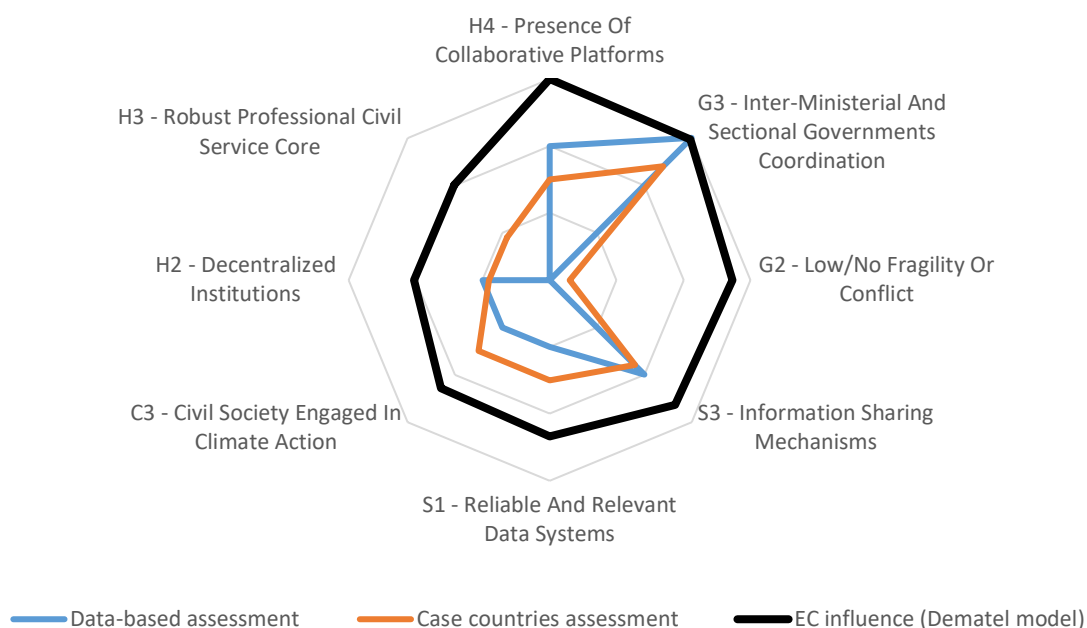 H4 - Presence Of
Collaborative Platforms
G3 - Inter-Ministerial And
Sectional Governments
Coordination
G2 - Low/No Fragility Or
Conflict
S3 - Information Sharing
Mechanisms
S1 - Reliable And Relevant
Data Systems
C3 - Civil Society Engaged In
Climate Action
H2 - Decentralized
Institutions
H3 - Robust Professional Civil
Service Core
Data-based assessment
Case countries assessment
EC influence (Dematel model)